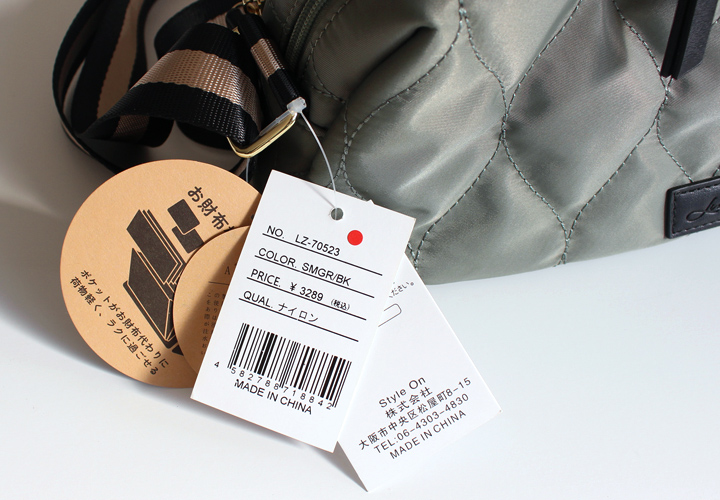 お財布
ポケットがお財布代わりに
荷物軽く、ラクに過ごせる
NO. LZ-70523
COLOR. SMGR/BK
PRICE. ¥ 3289 (税込)
QUAL. ナイロン
4 582788 718842
MADE IN CHINA
ださい。
Style On
株式会社
大阪市中央区松屋町8-15
TEL:06-4303-4830
MADE IN CHINA